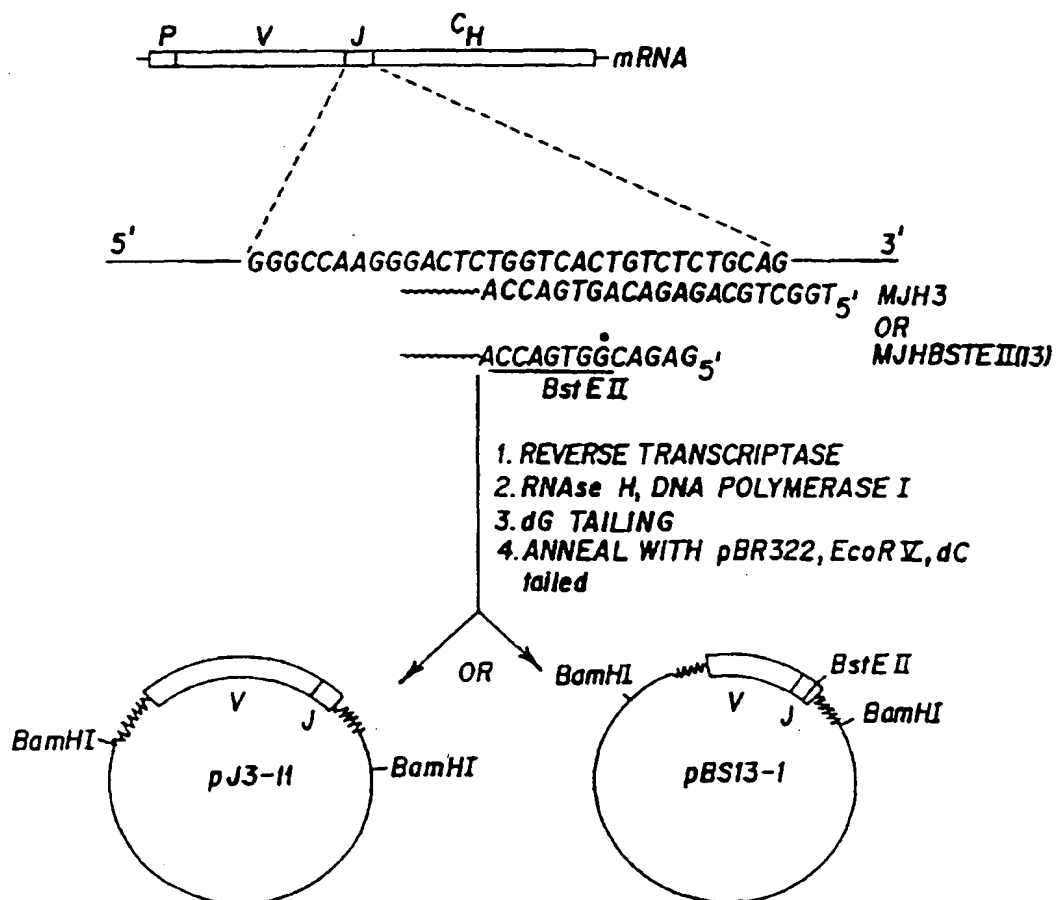 P V J CH
mRNA
5' 3'
GGGCCAAGGGACTCTGGTCACTGTCTCTGCAG
ACCAGTGACAGAGACGTCGGT5' MJH3
OR
MJHBSTEII(13)
ACCAGTGGCAGAG5'
BstEII
1. REVERSE TRANSCRIPTASE
2. RNAse H, DNA POLYMERASE I
3. dG TAILING
4. ANNEAL WITH pBR322, EcoRV, dC
tailed
OR
BamHI V J BamHI
pJ3-11
BamHI V J BstEII
BamHI
pBS13-1